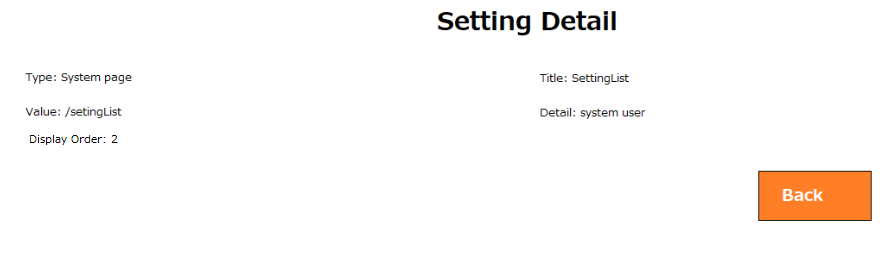 Setting Detail
Type: System page
Title: SettingList
Value: /setingList
Detail: system user
Display Order: 2
Back